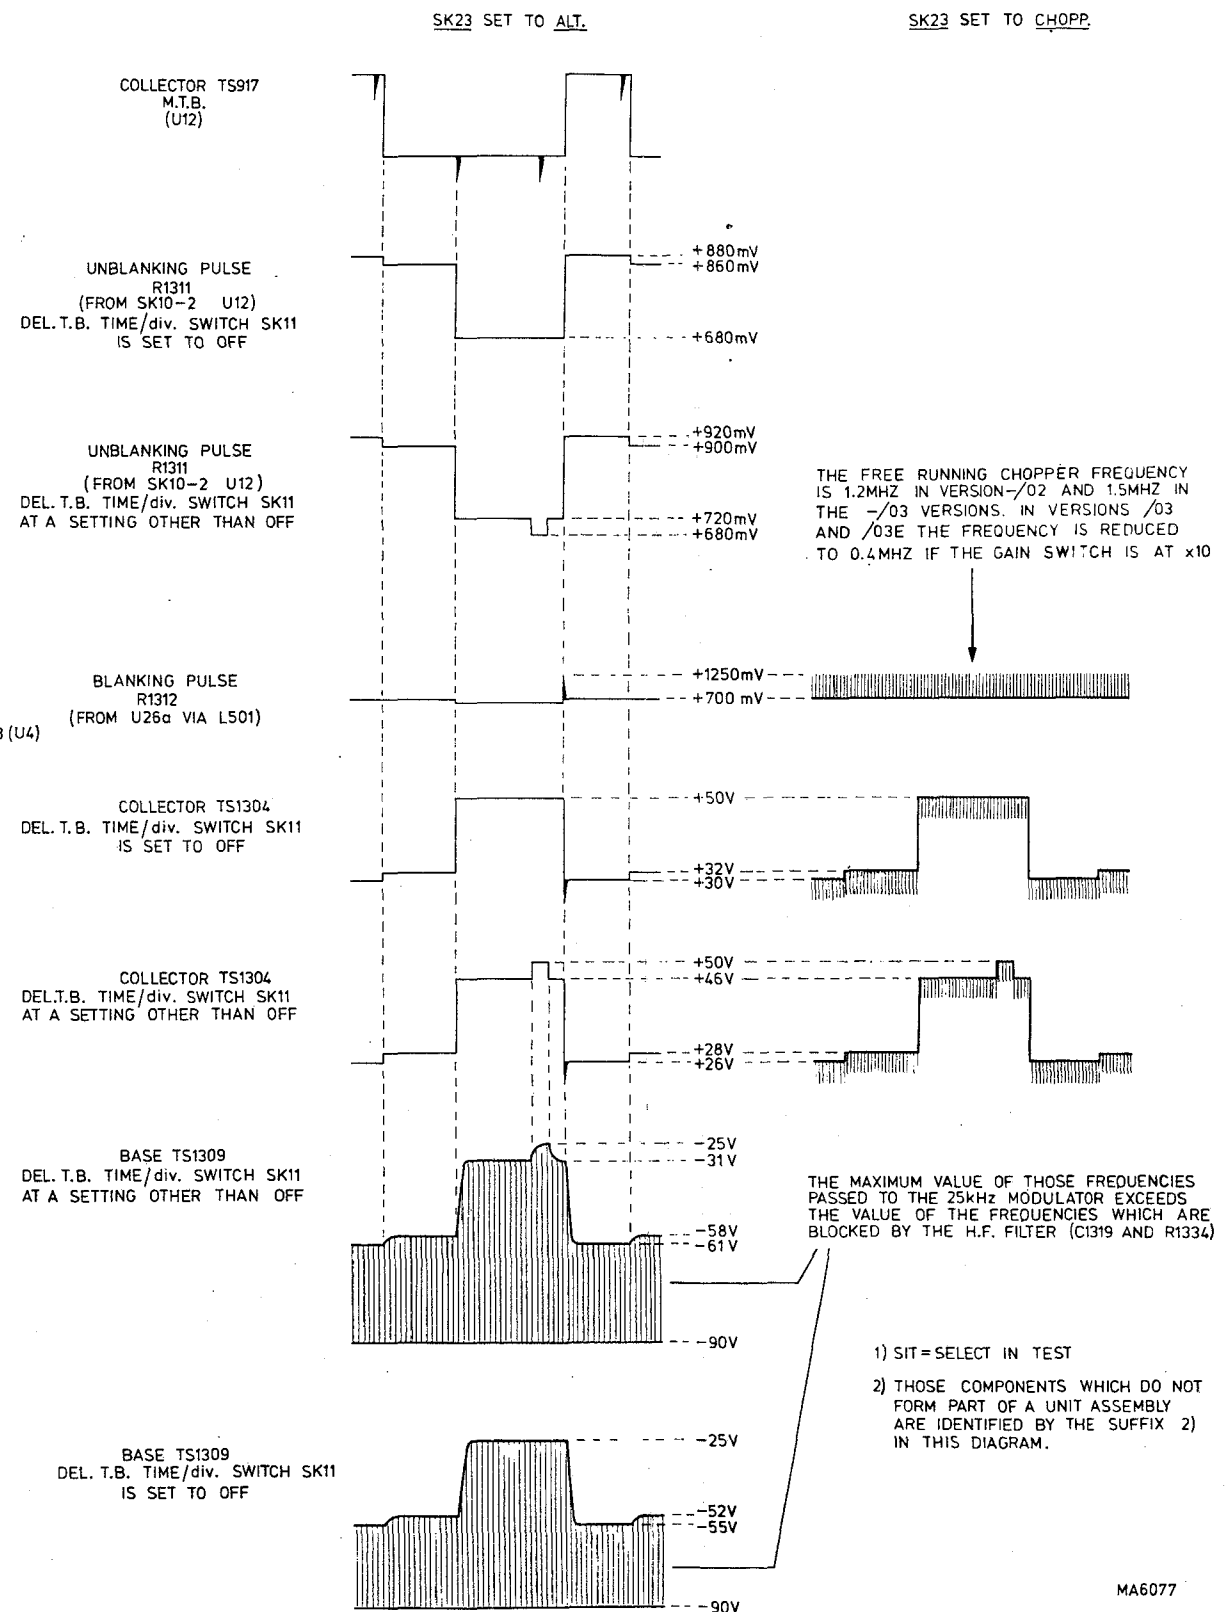 SK23 SET TO ALT.
SK23 SET TO CHOPP.
COLLECTOR TS917
M.T.B.
(U12)
UNBLANKING PULSE
R1311
(FROM SK10-2 U12)
DEL.T.B. TIME/div. SWITCH SK11
IS SET TO OFF
+880mV
+860mV
+680mV
UNBLANKING PULSE
R1311
(FROM SK10-2 U12)
DEL.T.B. TIME/div. SWITCH SK11
AT A SETTING OTHER THAN OFF
+920mV
+900mV
+720mV
+680mV
THE FREE RUNNING CHOPPER FREQUENCY
IS 1.2MHZ IN VERSION-/02 AND 1.5MHZ IN
THE -/03 VERSIONS. IN VERSIONS /03
AND /03E THE FREQUENCY IS REDUCED
TO 0.4MHZ IF THE GAIN SWITCH IS AT x10
BLANKING PULSE
R1312
(FROM U26a VIA L501)
3(U4)
+1250mV
+700 mV
COLLECTOR TS1304
DEL.T.B. TIME/div. SWITCH SK11
IS SET TO OFF
+50V
+32V
+30V
COLLECTOR TS1304
DEL.T.B. TIME/div. SWITCH SK11
AT A SETTING OTHER THAN OFF
+50V
+46V
+28V
+26V
BASE TS1309
DEL.T.B. TIME/div. SWITCH SK11
AT A SETTING OTHER THAN OFF
-25V
-31V
-58V
-61V
-90V
THE MAXIMUM VALUE OF THOSE FREQUENCIES
PASSED TO THE 25kHz MODULATOR EXCEEDS
THE VALUE OF THE FREQUENCIES WHICH ARE
BLOCKED BY THE H.F. FILTER (C1319 AND R1334)
1) SIT=SELECT IN TEST
2) THOSE COMPONENTS WHICH DO NOT
FORM PART OF A UNIT ASSEMBLY
ARE IDENTIFIED BY THE SUFFIX 2)
IN THIS DIAGRAM.
BASE TS1309
DEL. T.B. TIME/div. SWITCH SK11
IS SET TO OFF
-25V
-52V
-55V
-90V
MA6077